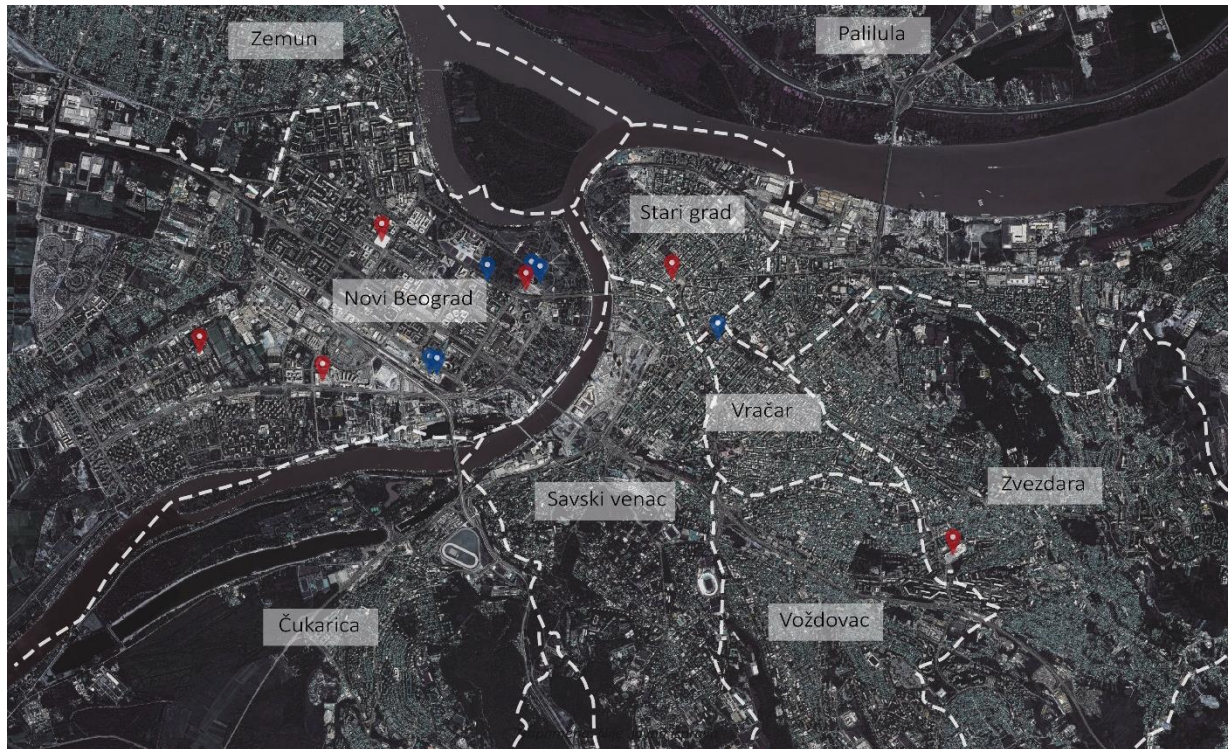 Zemun
Palilula
Stari grad
Novi Beograd
Vračar
Zvezdara
Savski venac
Čukarica
Voždovac